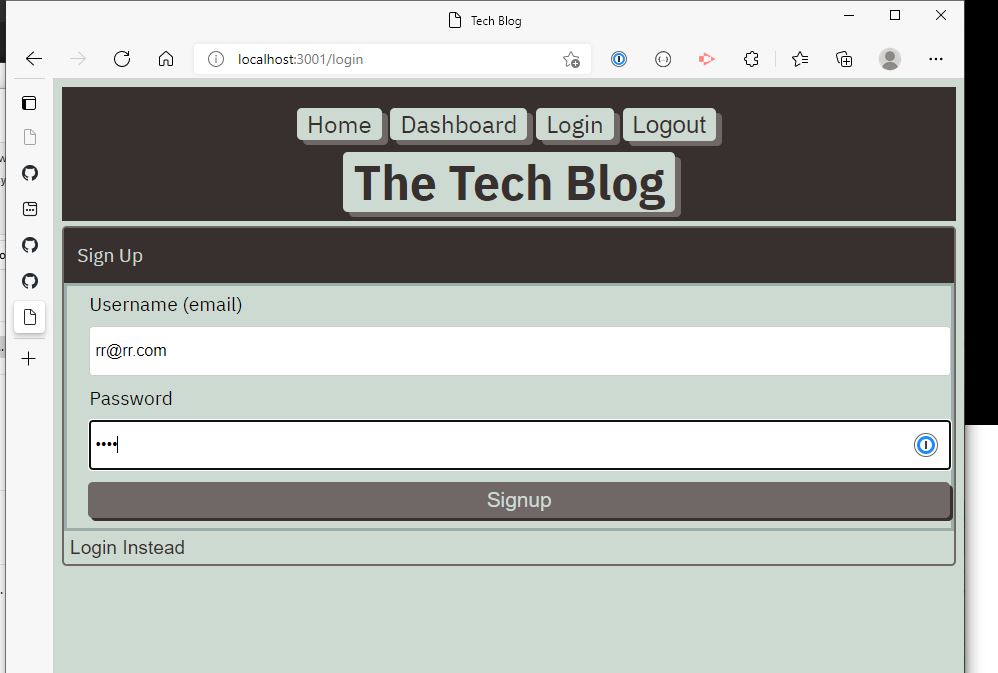 Tech Blog
localhost:3001/login
Home Dashboard Login Logout
The Tech Blog
Sign Up
Username (email)
rr@rr.com
Password
••••
Signup
Login Instead